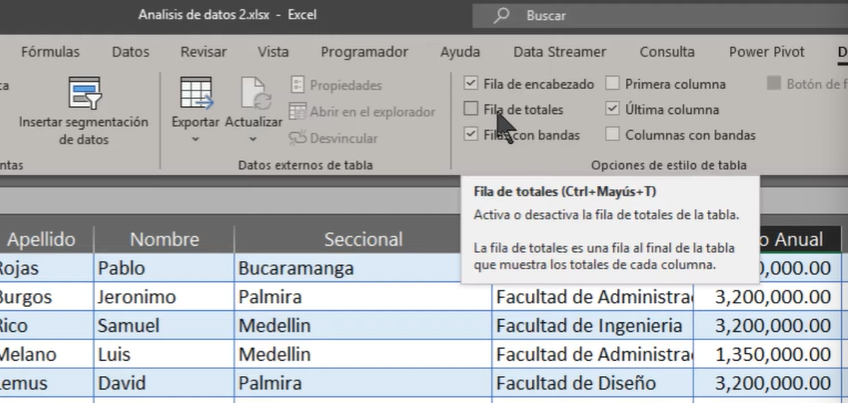 Analisis de datos 2.xlsx - Excel
Buscar
Fórmulas Datos Revisar Vista Programador Ayuda Data Streamer Consulta Power Pivot D
Insertar segmentación de datos
Exportar
Actualizar
Propiedades
Abrir en el explorador
Desvincular
Datos externos de tabla
Fila de encabezado
Fila de totales
Filas con bandas
Primera columna
Última columna
Columnas con bandas
Botón de f
Opciones de estilo de tabla
ntas
Fila de totales (Ctrl+Mayús+T)
Activa o desactiva la fila de totales de la tabla.
La fila de totales es una fila al final de la tabla
que muestra los totales de cada columna.
Apellido Nombre Seccional o Anual
Rojas Pablo Bucaramanga 0,000.00
Burgos Jeronimo Palmira Facultad de Administra 3,200,000.00
Rico Samuel Medellin Facultad de Ingenieria 3,200,000.00
Melano Luis Medellin Facultad de Administra 1,350,000.00
Lemus David Palmira Facultad de Diseño 3,200,000.00